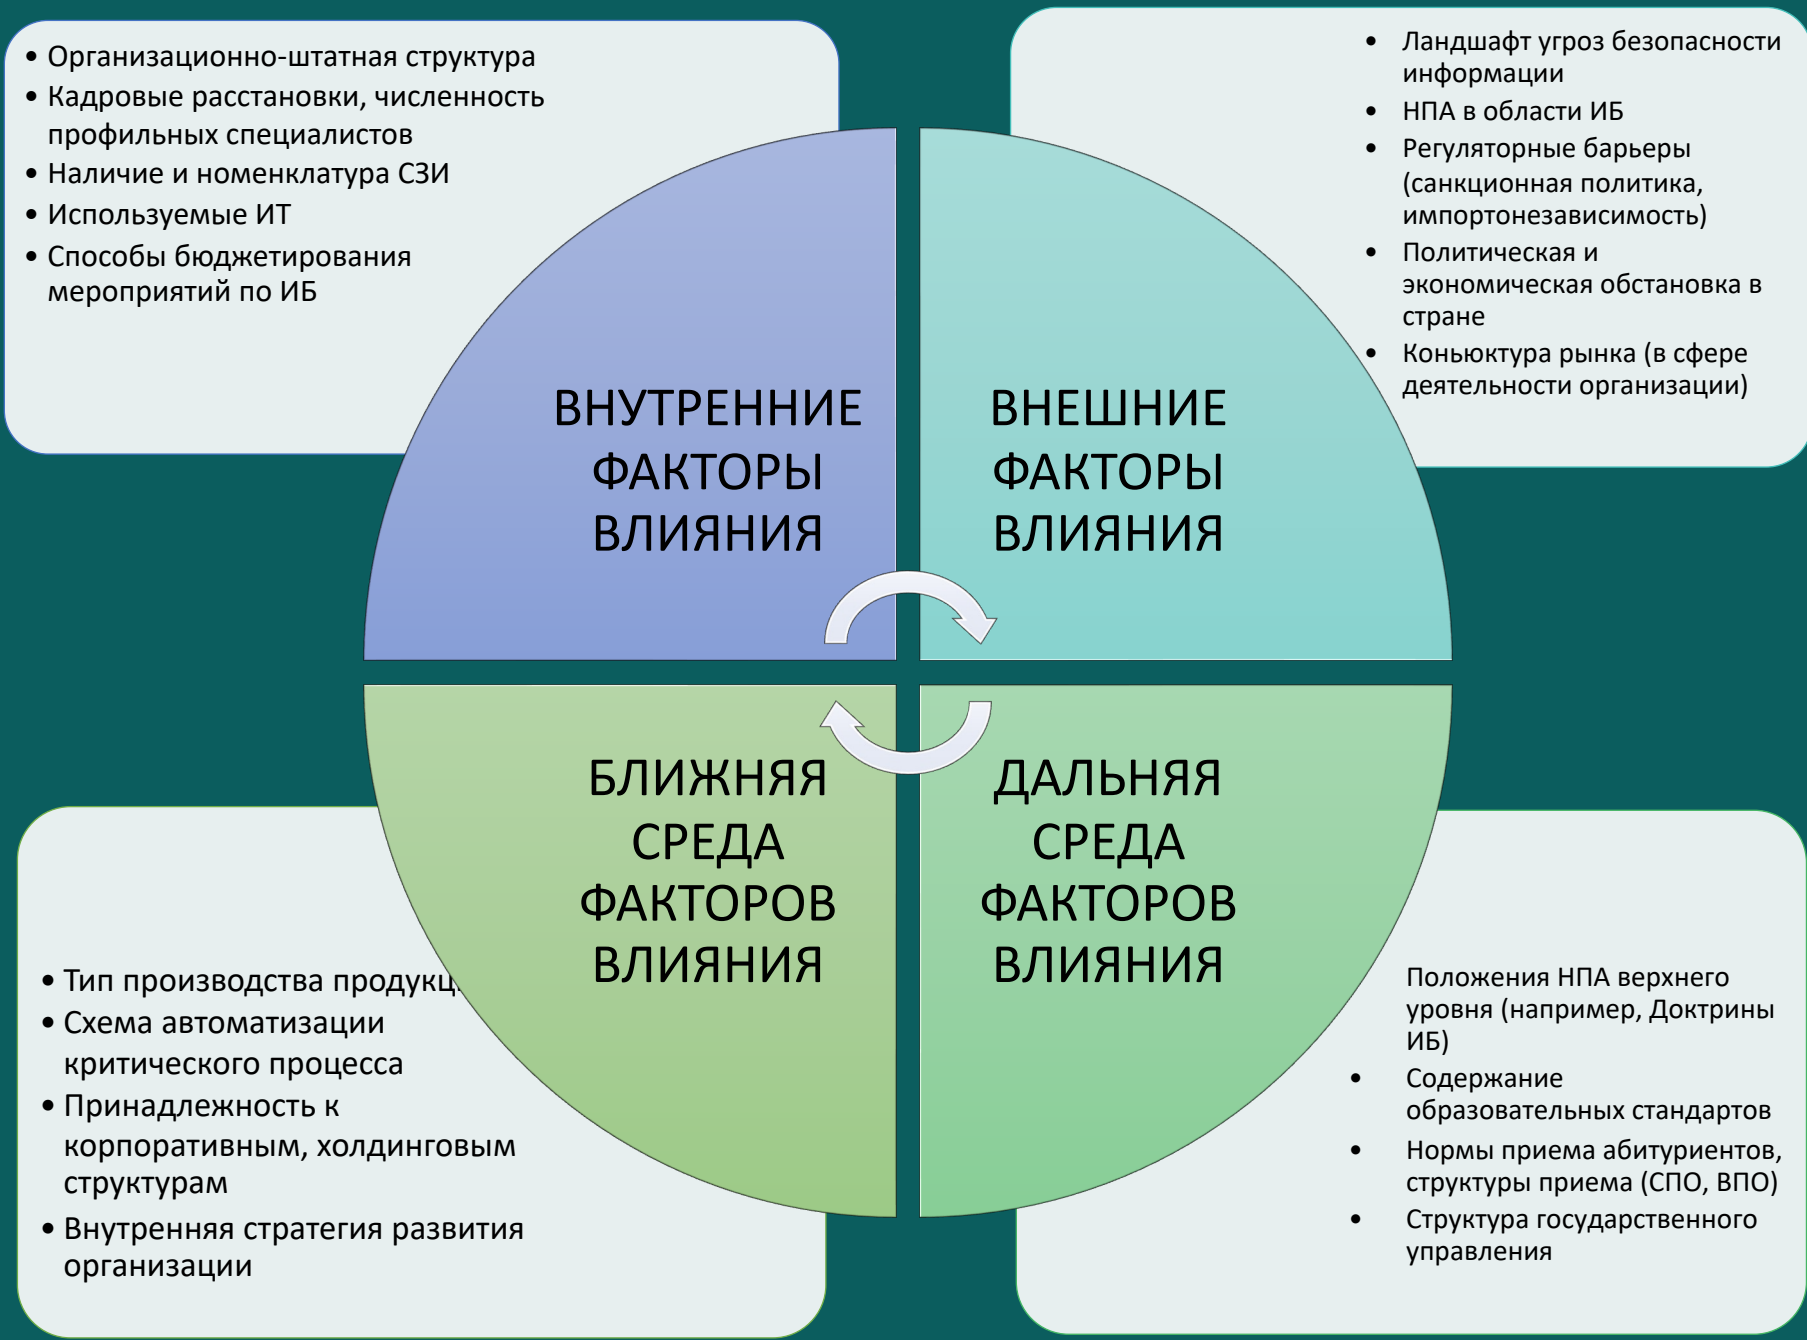 • Организационно-штатная структура
• Кадровые расстановки, численность
профильных специалистов
• Наличие и номенклатура СЗИ
• Используемые ИТ
• Способы бюджетирования
мероприятий по ИБ
• Ландшафт угроз безопасности
информации
• НПА в области ИБ
• Регуляторные барьеры
(санкционная политика,
импортонезависимость)
• Политическая и
экономическая обстановка в
стране
• Коньюктура рынка (в сфере
деятельности организации)
ВНУТРЕННИЕ
ФАКТОРЫ
ВЛИЯНИЯ
ВНЕШНИЕ
ФАКТОРЫ
ВЛИЯНИЯ
БЛИЖНЯЯ
СРЕДА
ФАКТОРОВ
ВЛИЯНИЯ
ДАЛЬНЯЯ
СРЕДА
ФАКТОРОВ
ВЛИЯНИЯ
• Тип производства
• Схема автоматизации
критического процесса
• Принадлежность к
корпоративным, холдинговым
структурам
• Внутренняя стратегия развития
организации
Положения НПА верхнего
уровня (например, Доктрины
ИБ)
• Содержание
образовательных стандартов
• Нормы приема абитуриентов,
структуры приема (СПО, ВПО)
• Структура государственного
управления